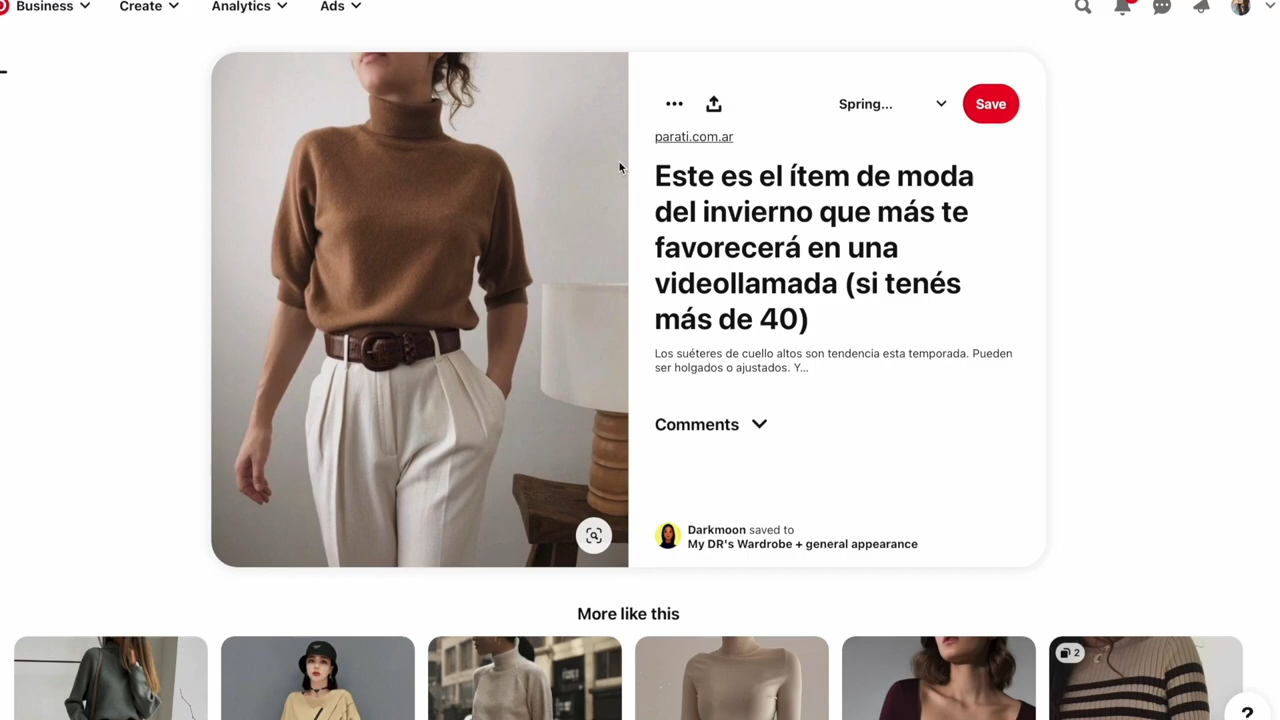 Business
Create
Analytics
Ads
Spring...
Save
parati.com.ar
Este es el ítem de moda
del invierno que más te
favorecerá en una
videollamada (si tenés
más de 40)
Los suéteres de cuello altos son tendencia esta temporada. Pueden
ser holgados o ajustados. Y...
Comments
Darkmoon saved to
My DR's Wardrobe + general appearance
More like this
2
?